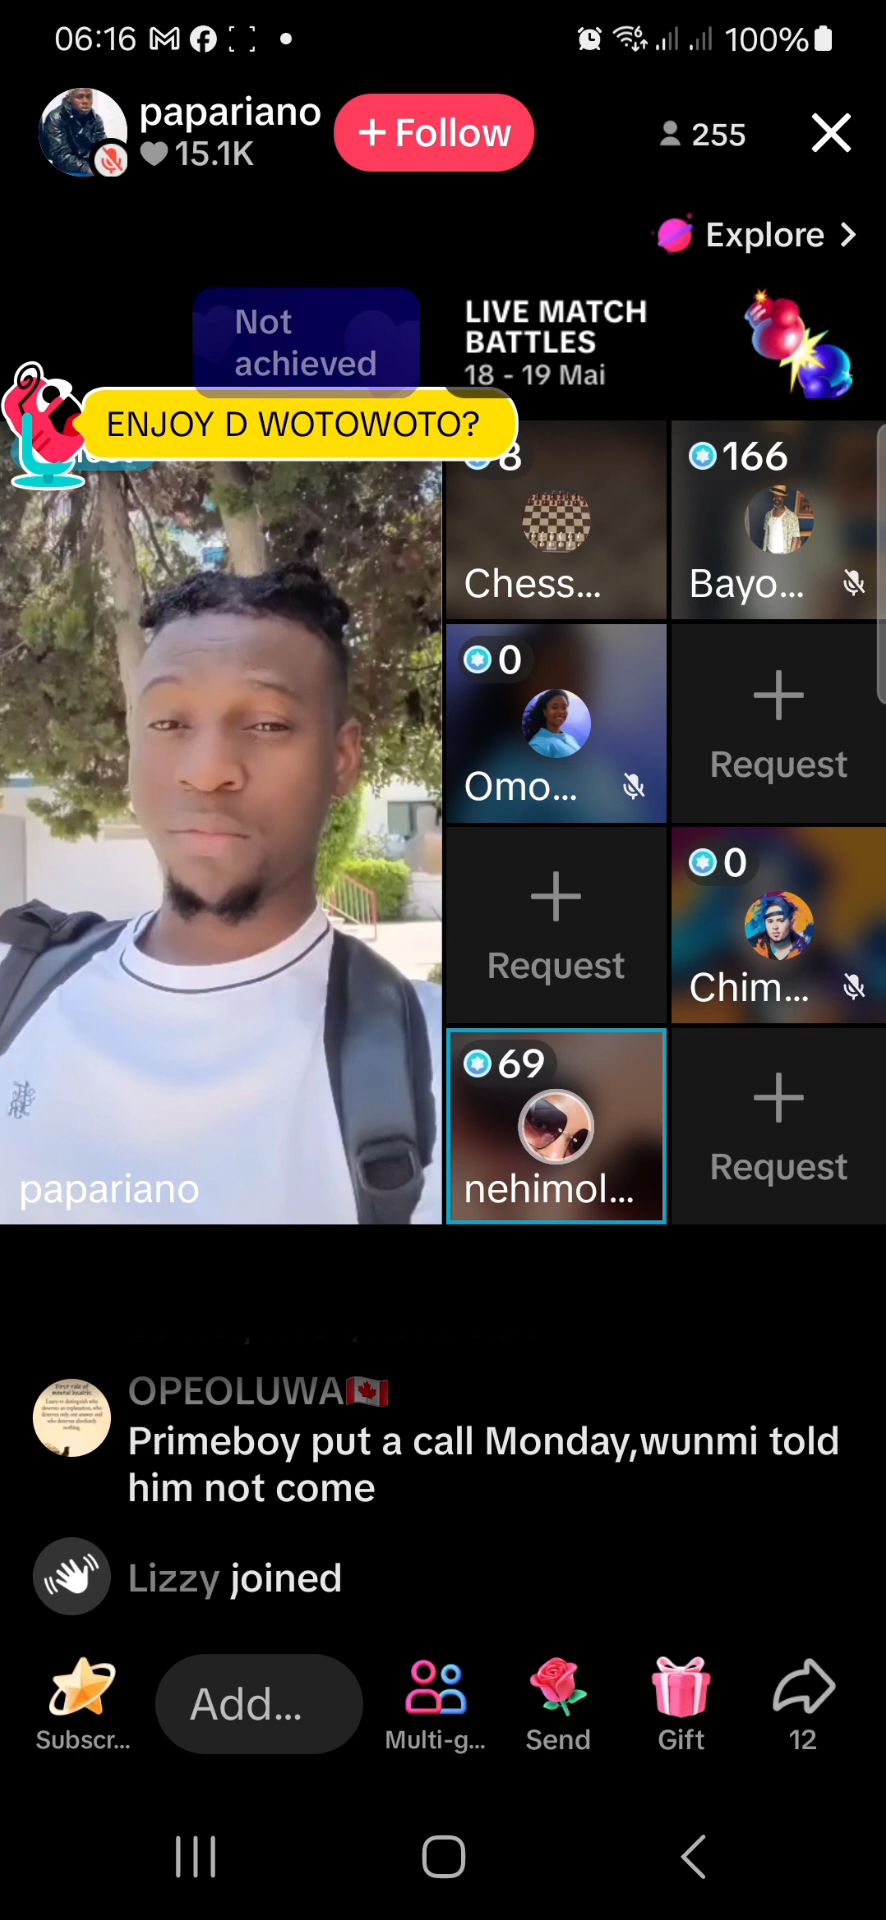 06:16
100%
papariano
15.1K
+ Follow
255
Explore
Not
achieved
LIVE MATCH
BATTLES
18 - 19 Mai
ENJOY D WOTOWOTO?
8
166
Chess...
Bayo...
0
Omo...
Request
Request
0
Chim...
69
nehimol...
Request
papariano
OPEOLUWA
Primeboy put a call Monday,wunmi told
him not come
Lizzy joined
Subscr...
Add...
Multi-g...
Send
Gift
12